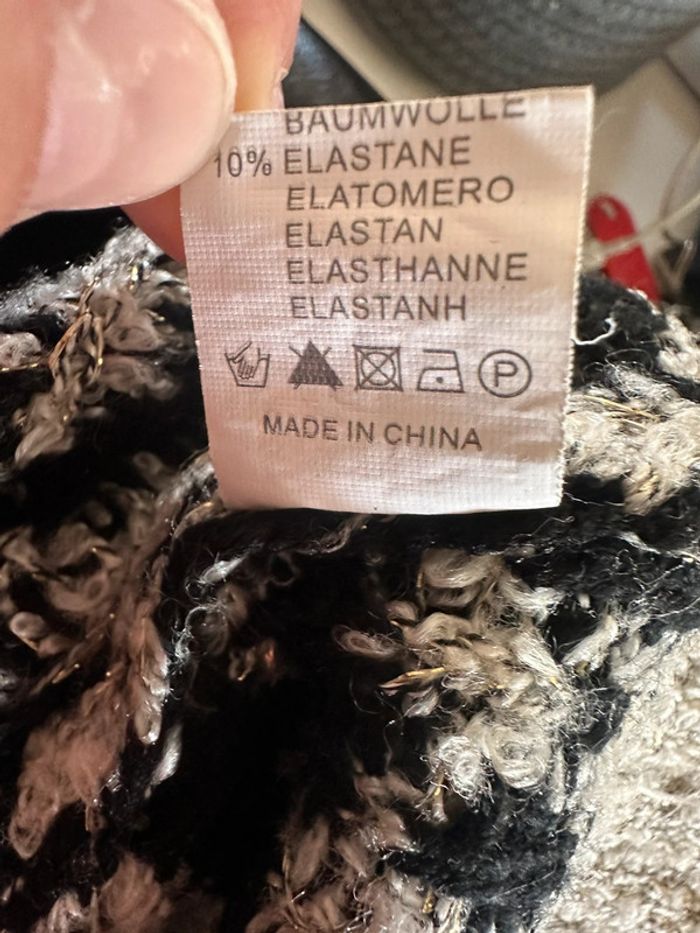 BAUMWOLLE
10% ELASTANE
ELATOMERO
ELASTAN
ELASTHANNE
ELASTANH
P
MADE IN CHINA